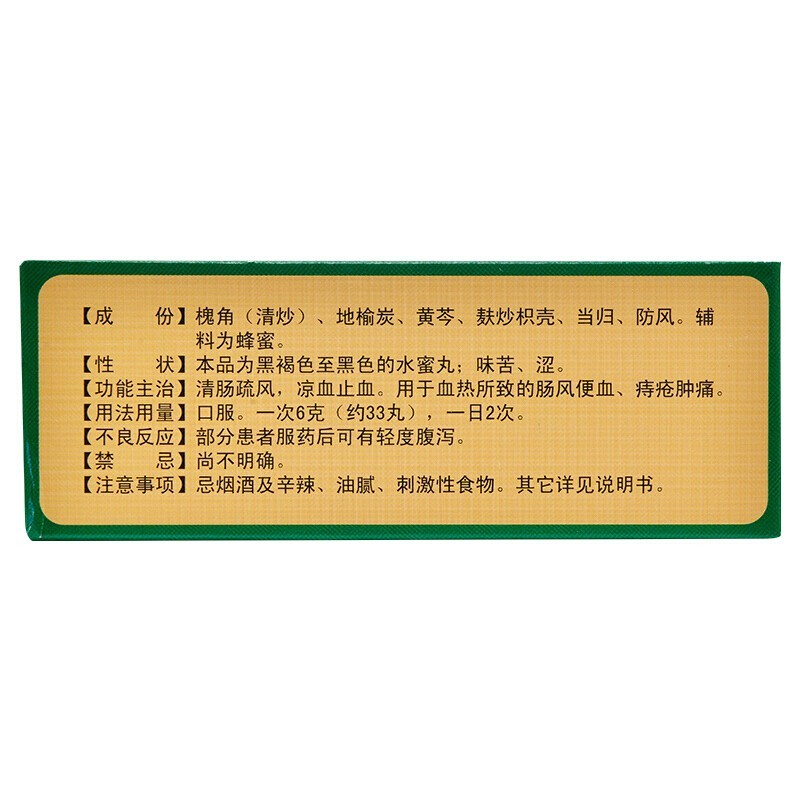 【成　　份】槐角（清炒）、地榆炭、黄芩、麸炒枳壳、当归、防风。辅
料为蜂蜜。
【性　　状】本品为黑褐色至黑色的水蜜丸；味苦、涩。
【功能主治】清肠疏风，凉血止血。用于血热所致的肠风便血、痔疮肿痛。
【用法用量】口服。一次6克（约33丸），一日2次。
【不良反应】部分患者服药后可有轻度腹泻。
【禁　　忌】尚不明确。
【注意事项】忌烟酒及辛辣、油腻、刺激性食物。其它详见说明书。